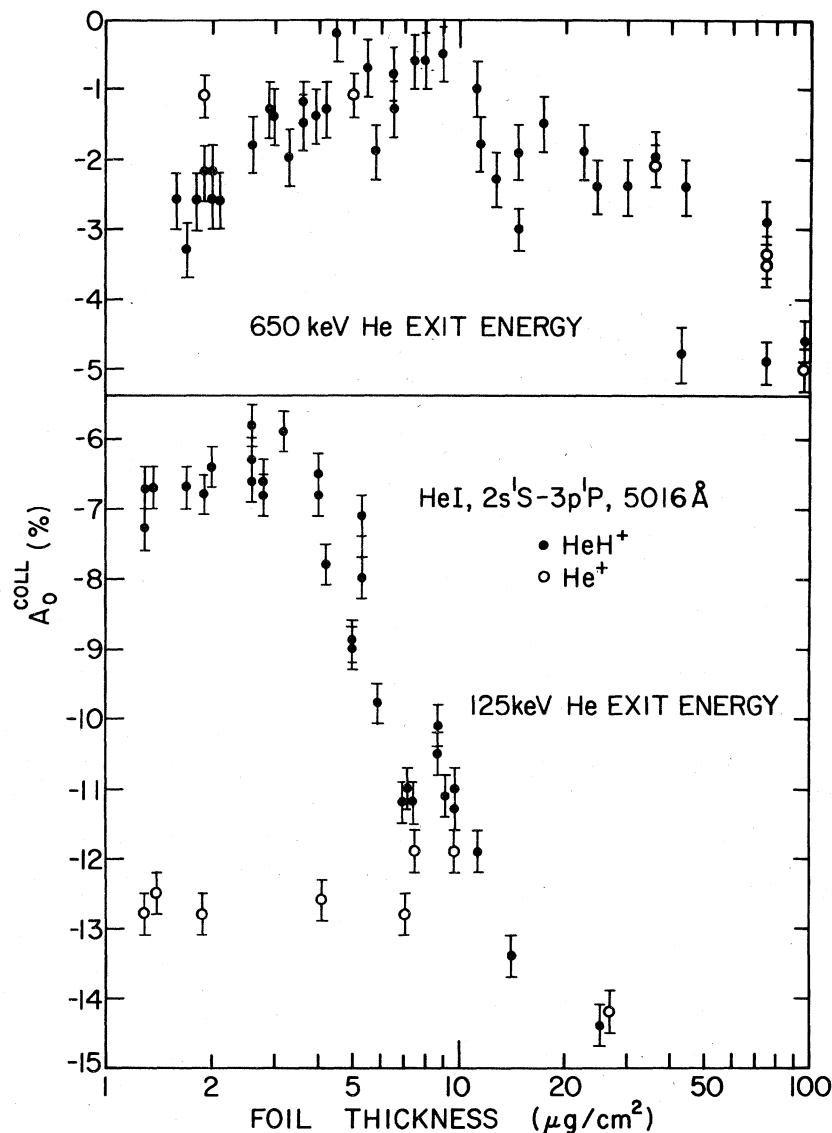 0
-1
-2
-3
-4
-5
650 keV He EXIT ENERGY
-6
-7
-8
-9
-10
-11
-12
-13
-14
-15
HeI, 2s¹S-3p¹P, 5016 Å
● HeH⁺
○ He⁺
125keV He EXIT ENERGY
A₀^COLL (%)
1 2 5 10 20 50 100
FOIL THICKNESS (μg/cm²)